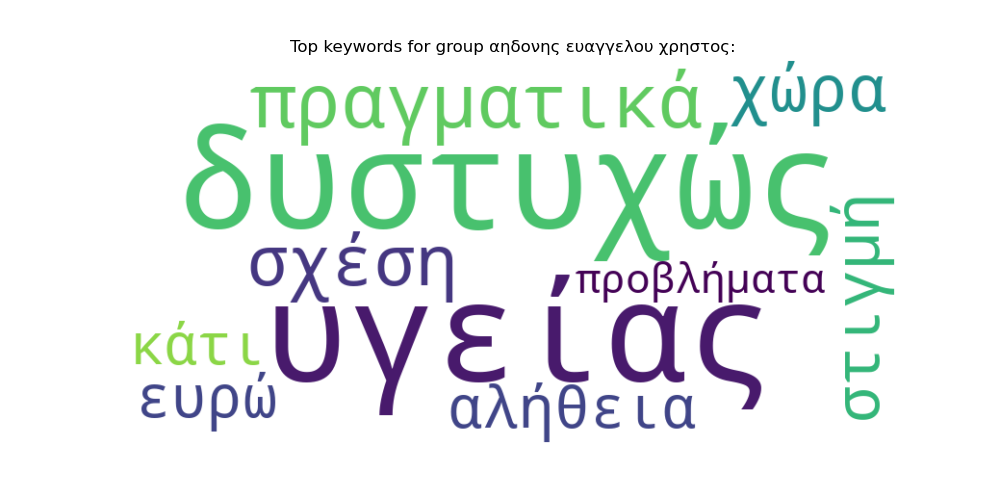 Top keywords for group αηδονης ευαγγελου χρηστος:
πραγματικά
χώρα
δυστυχώς
στιγμή
σχέση
προβλήματα
υγείας
κάτι
ευρώ
αλήθεια